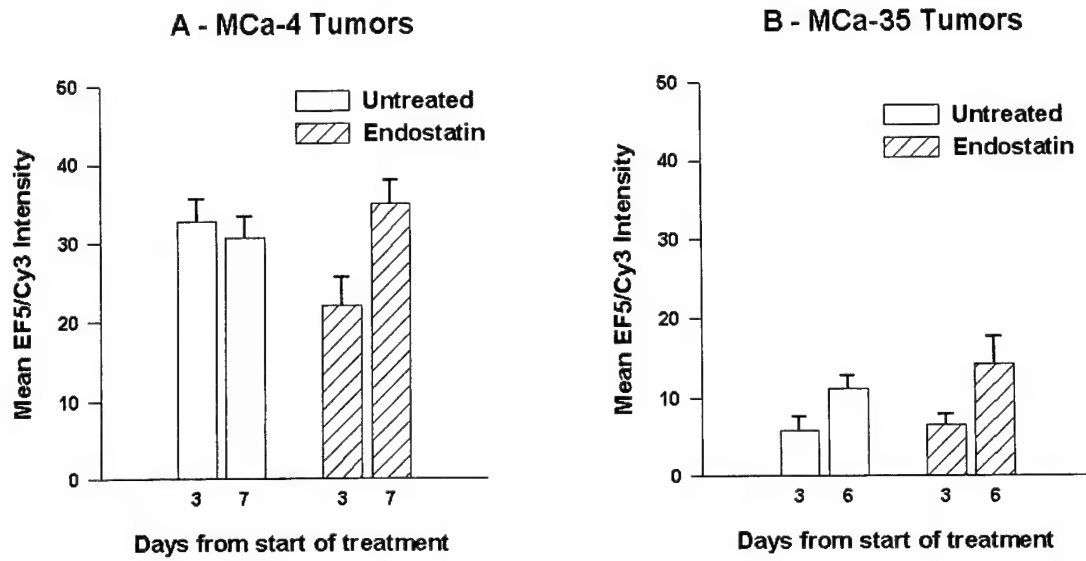 A - MCa-4 Tumors
50
40
30
20
10
0
Mean EF5/Cy3 Intensity
Untreated
Endostatin
3 7 3 7
Days from start of treatment
B - MCa-35 Tumors
50
40
30
20
10
0
Mean EF5/Cy3 Intensity
Untreated
Endostatin
3 6 3 6
Days from start of treatment